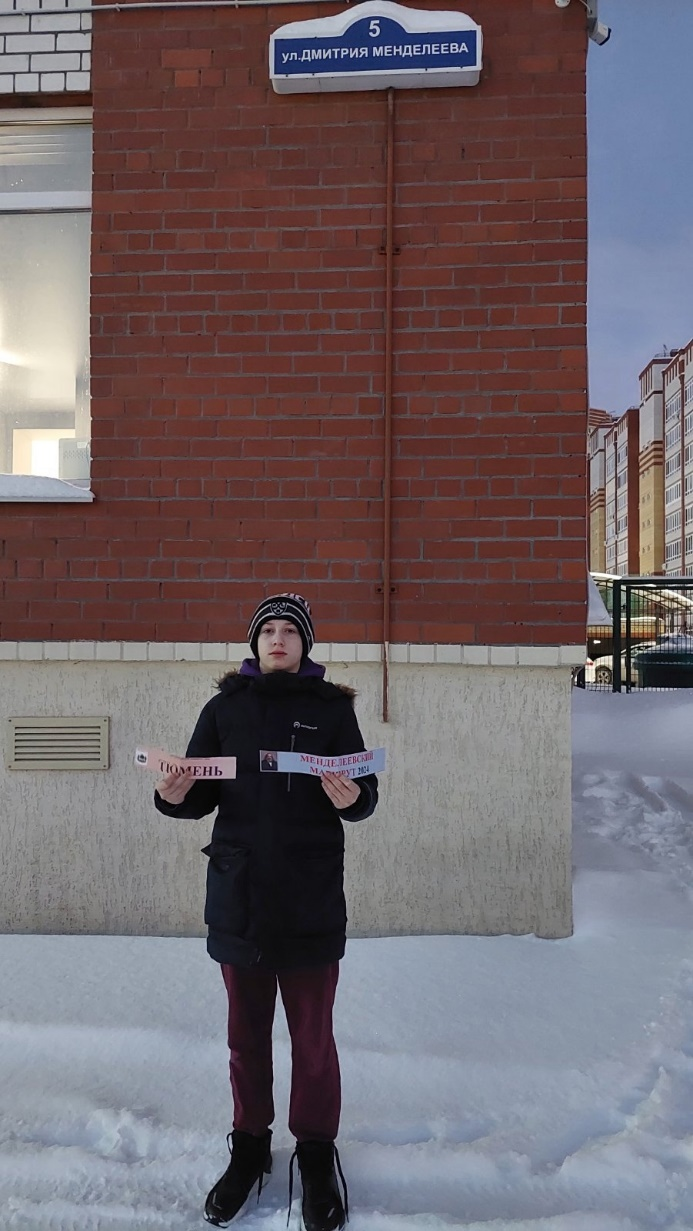 5
ул.ДМИТРИЯ МЕНДЕЛЕЕВА
ТЮМЕНЬ
МЕНДЕЛЕЕВСКИЙ
МАРШРУТ 2024